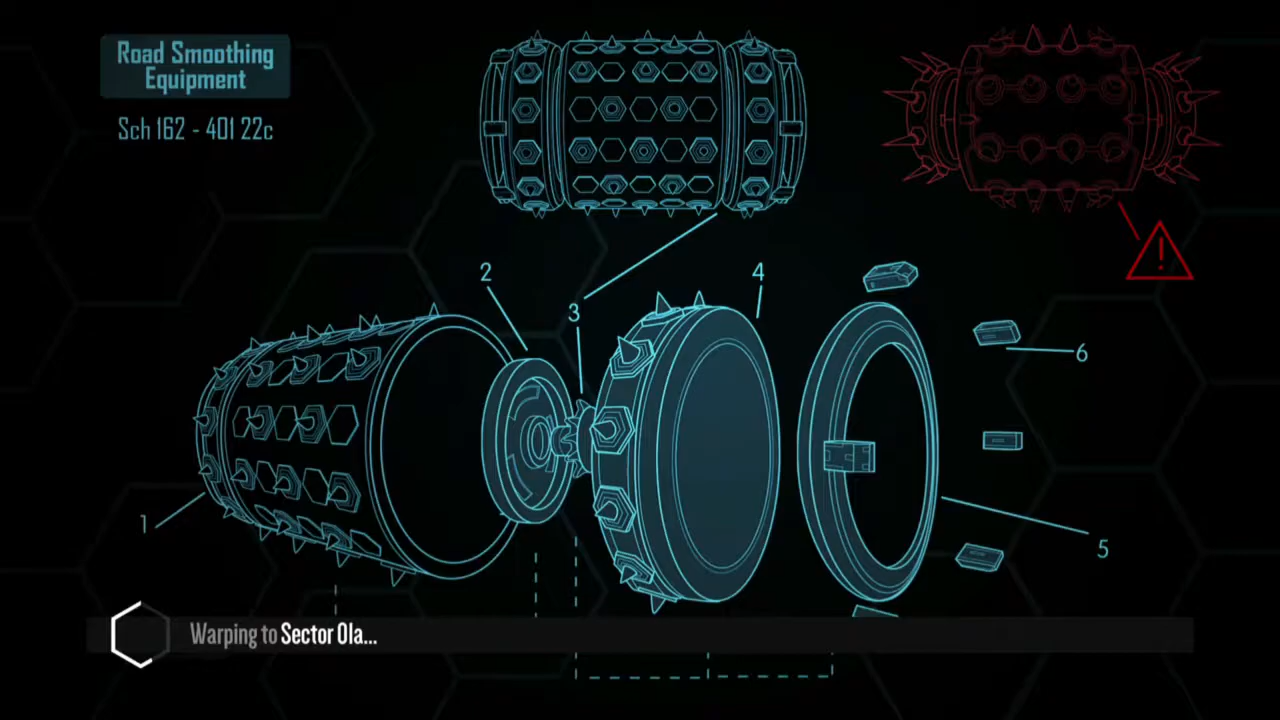 Road Smoothing
Equipment
Sch 162 - 401 22c
2
4
3
6
1
5
Warping to Sector Ola...